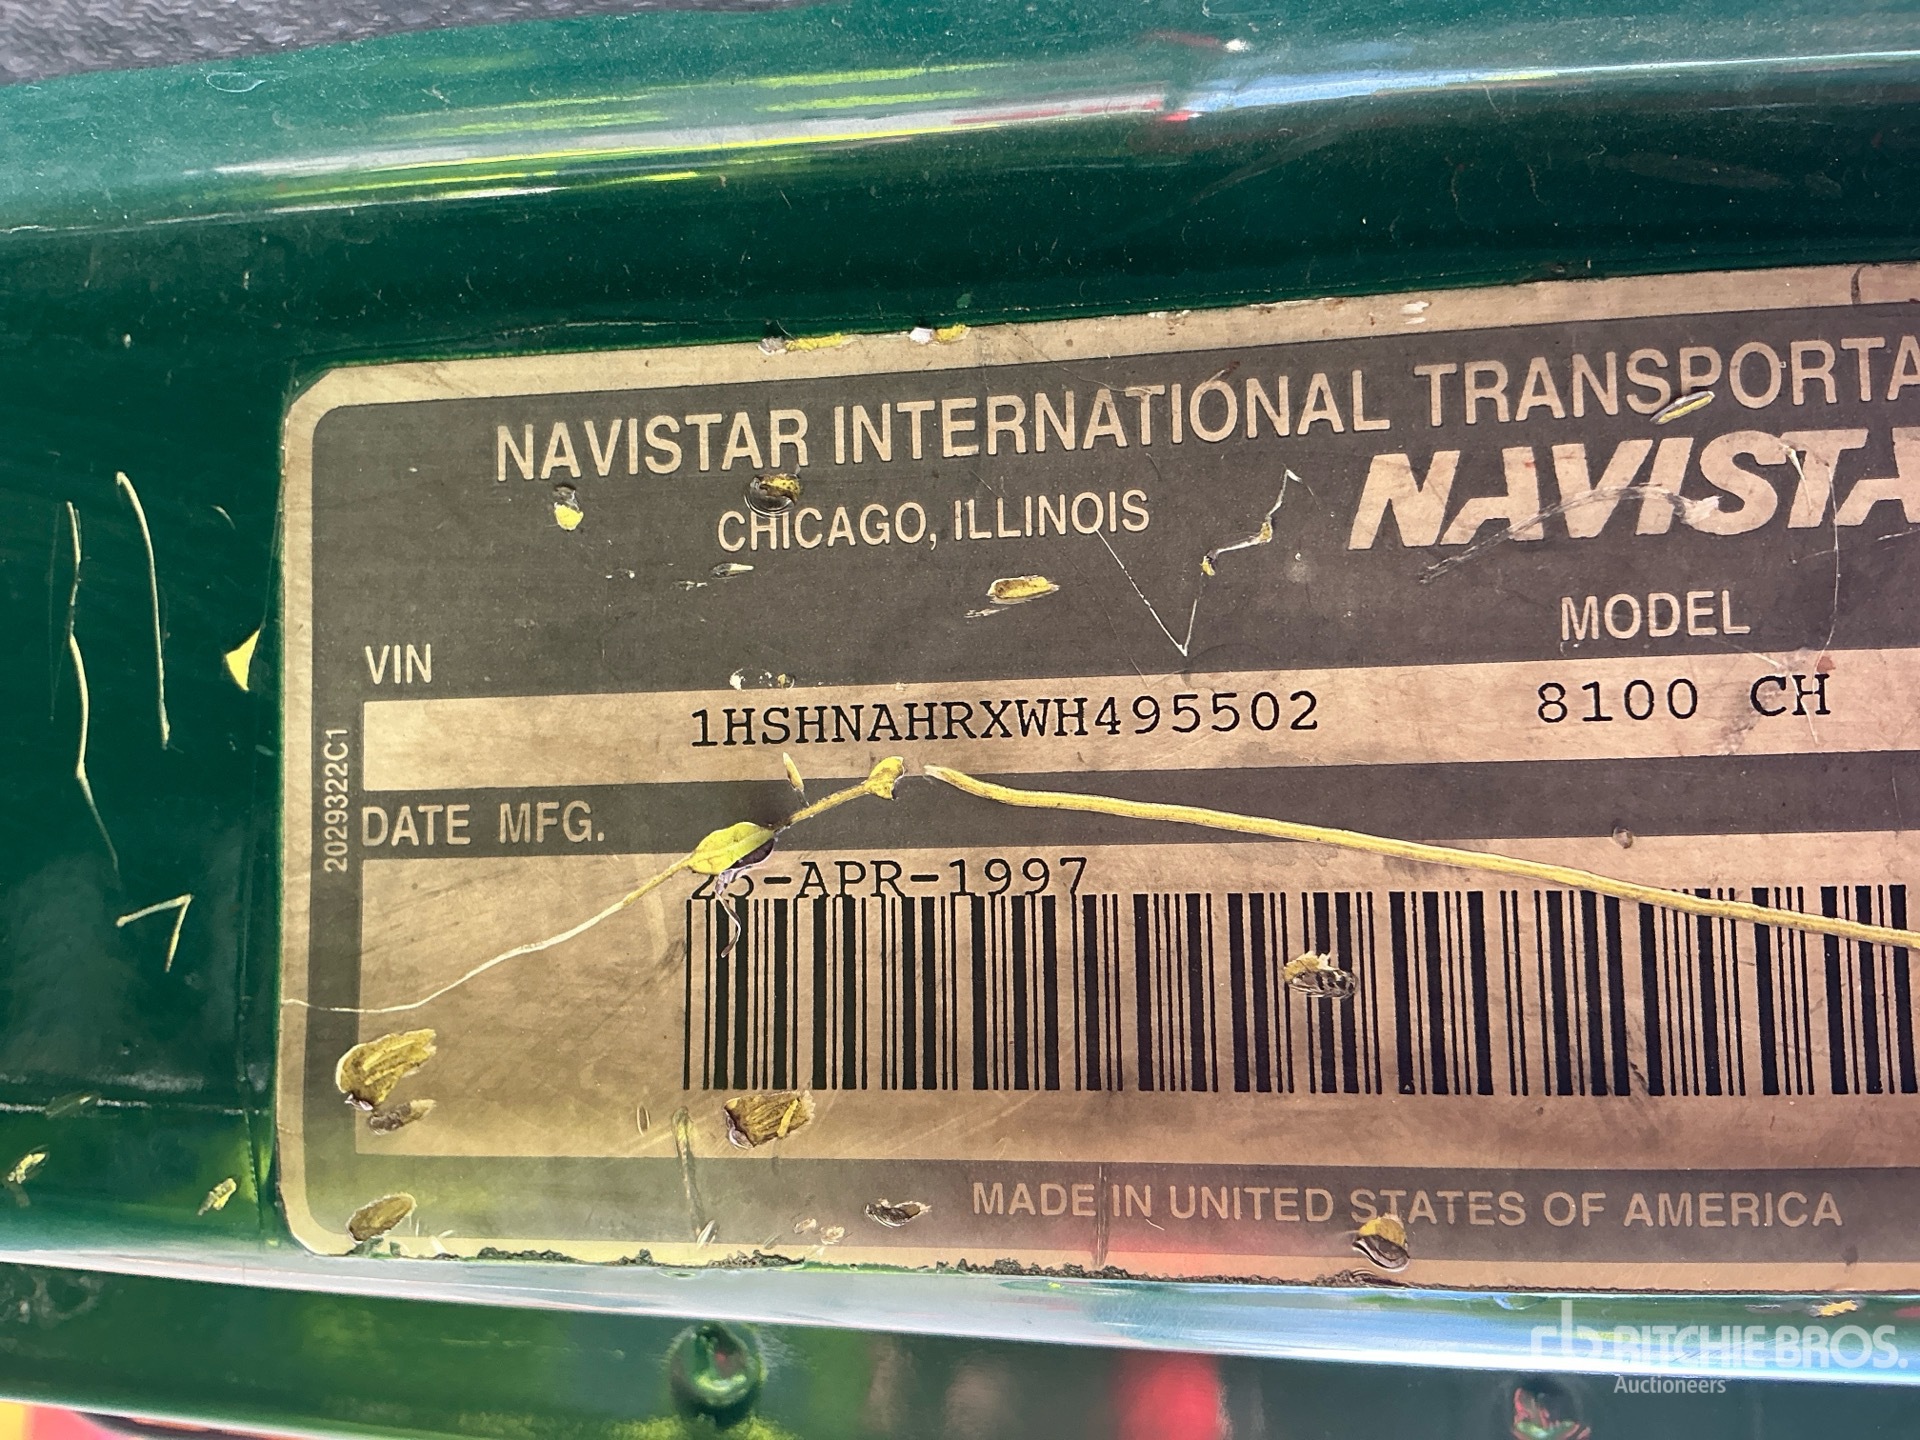 NAVISTAR INTERNATIONAL TRANSPORTA
CHICAGO, ILLINOIS
NAVISTA
VIN
MODEL
1HSHNAHRXWH495502
8100 CH
2029322C1
DATE MFG.
-APR-1997
MADE IN UNITED STATES OF AMERICA
rb RITCHIE BROS.
Auctioneers